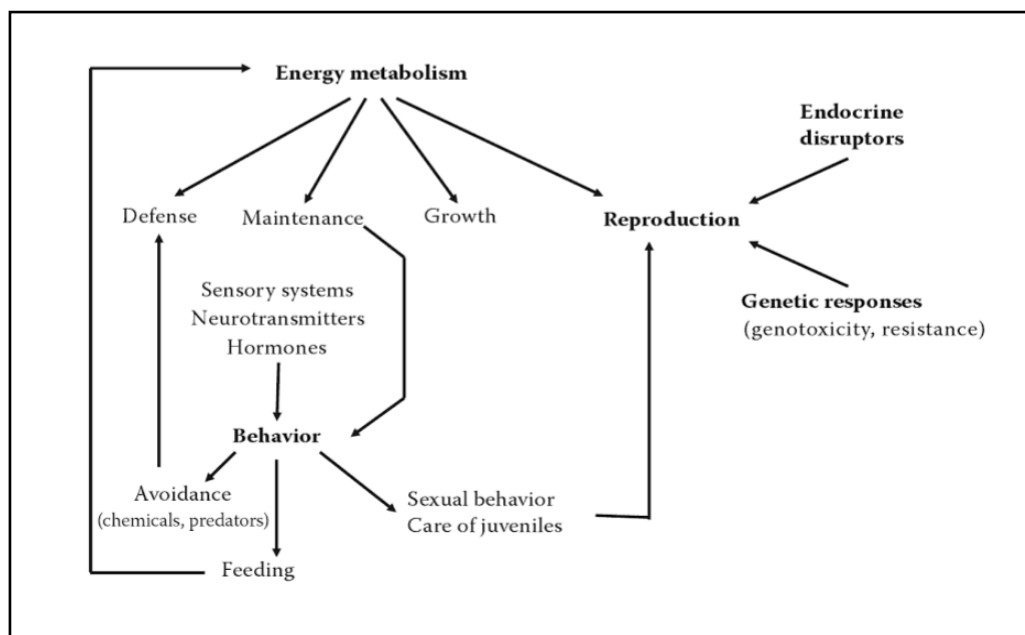 Energy metabolism
Endocrine
disruptors
Defense
Maintenance
Growth
Reproduction
Sensory systems
Neurotransmitters
Hormones
Genetic responses
(genotoxicity, resistance)
Behavior
Avoidance
(chemicals, predators)
Sexual behavior
Care of juveniles
Feeding